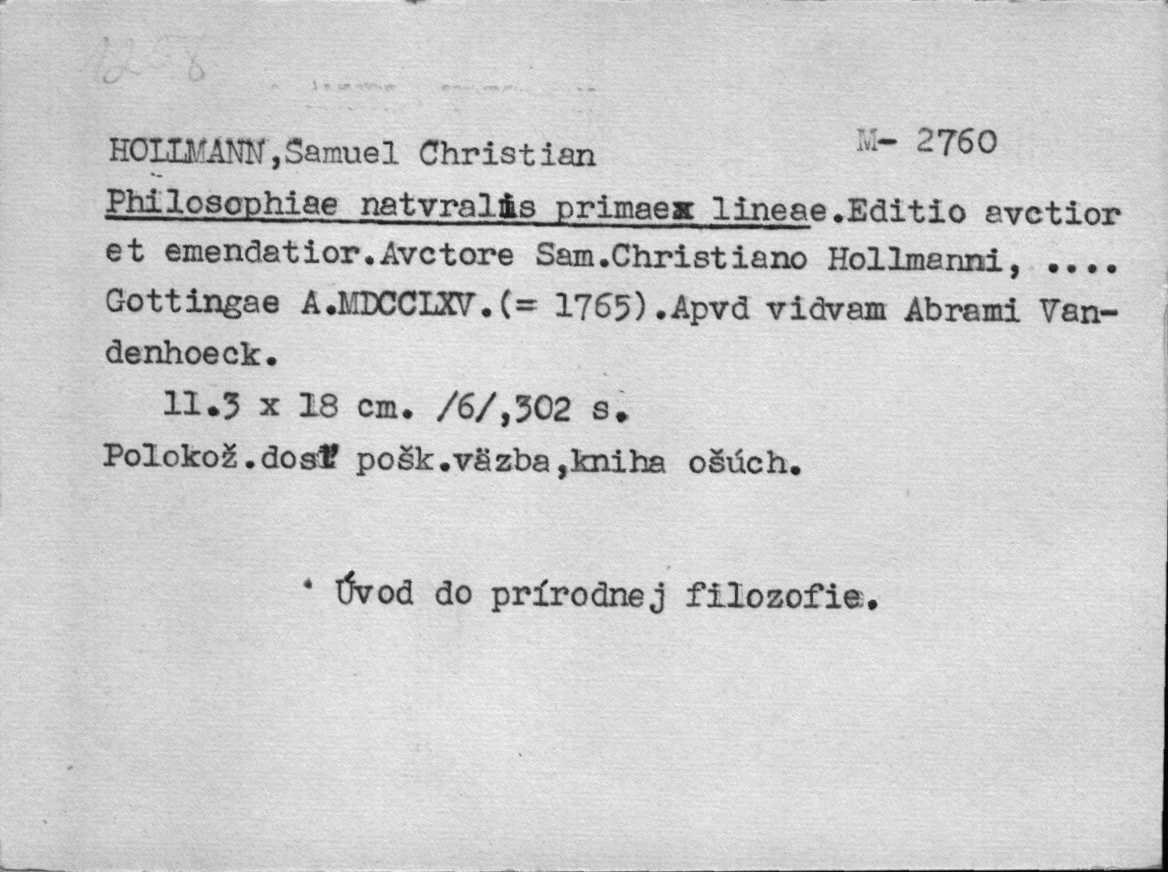 M- 2760
HOLLMANN,Samuel Christian
Philosophiae natvralis primae lineae.Editio avctior
et emendatior.Avctore Sam.Christiano Hollmanni, ....
Gottingae A.MDCCLXV.(= 1765).Apvd vidvam Abrami Van-
denhoeck.
11.3 x 18 cm. /6/,302 s.
Polokož.dosť pošk.väzba,kniha ošúch.
Úvod do prírodnej filozofie.